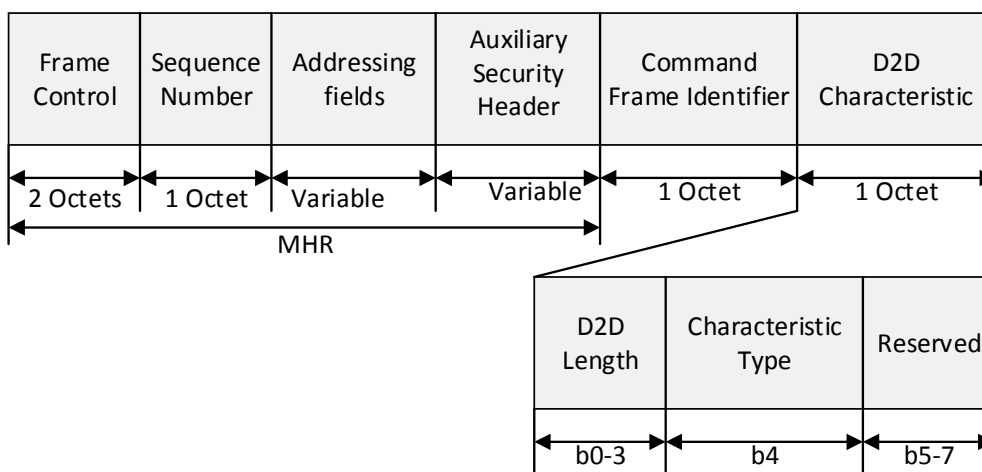 Frame
Control
Sequence
Number
Addressing
fields
Auxiliary
Security
Header
Command
Frame Identifier
D2D
Characteristic
2 Octets
1 Octet
Variable
Variable
1 Octet
1 Octet
MHR
D2D
Length
Characteristic
Type
Reserved
b0-3
b4
b5-7